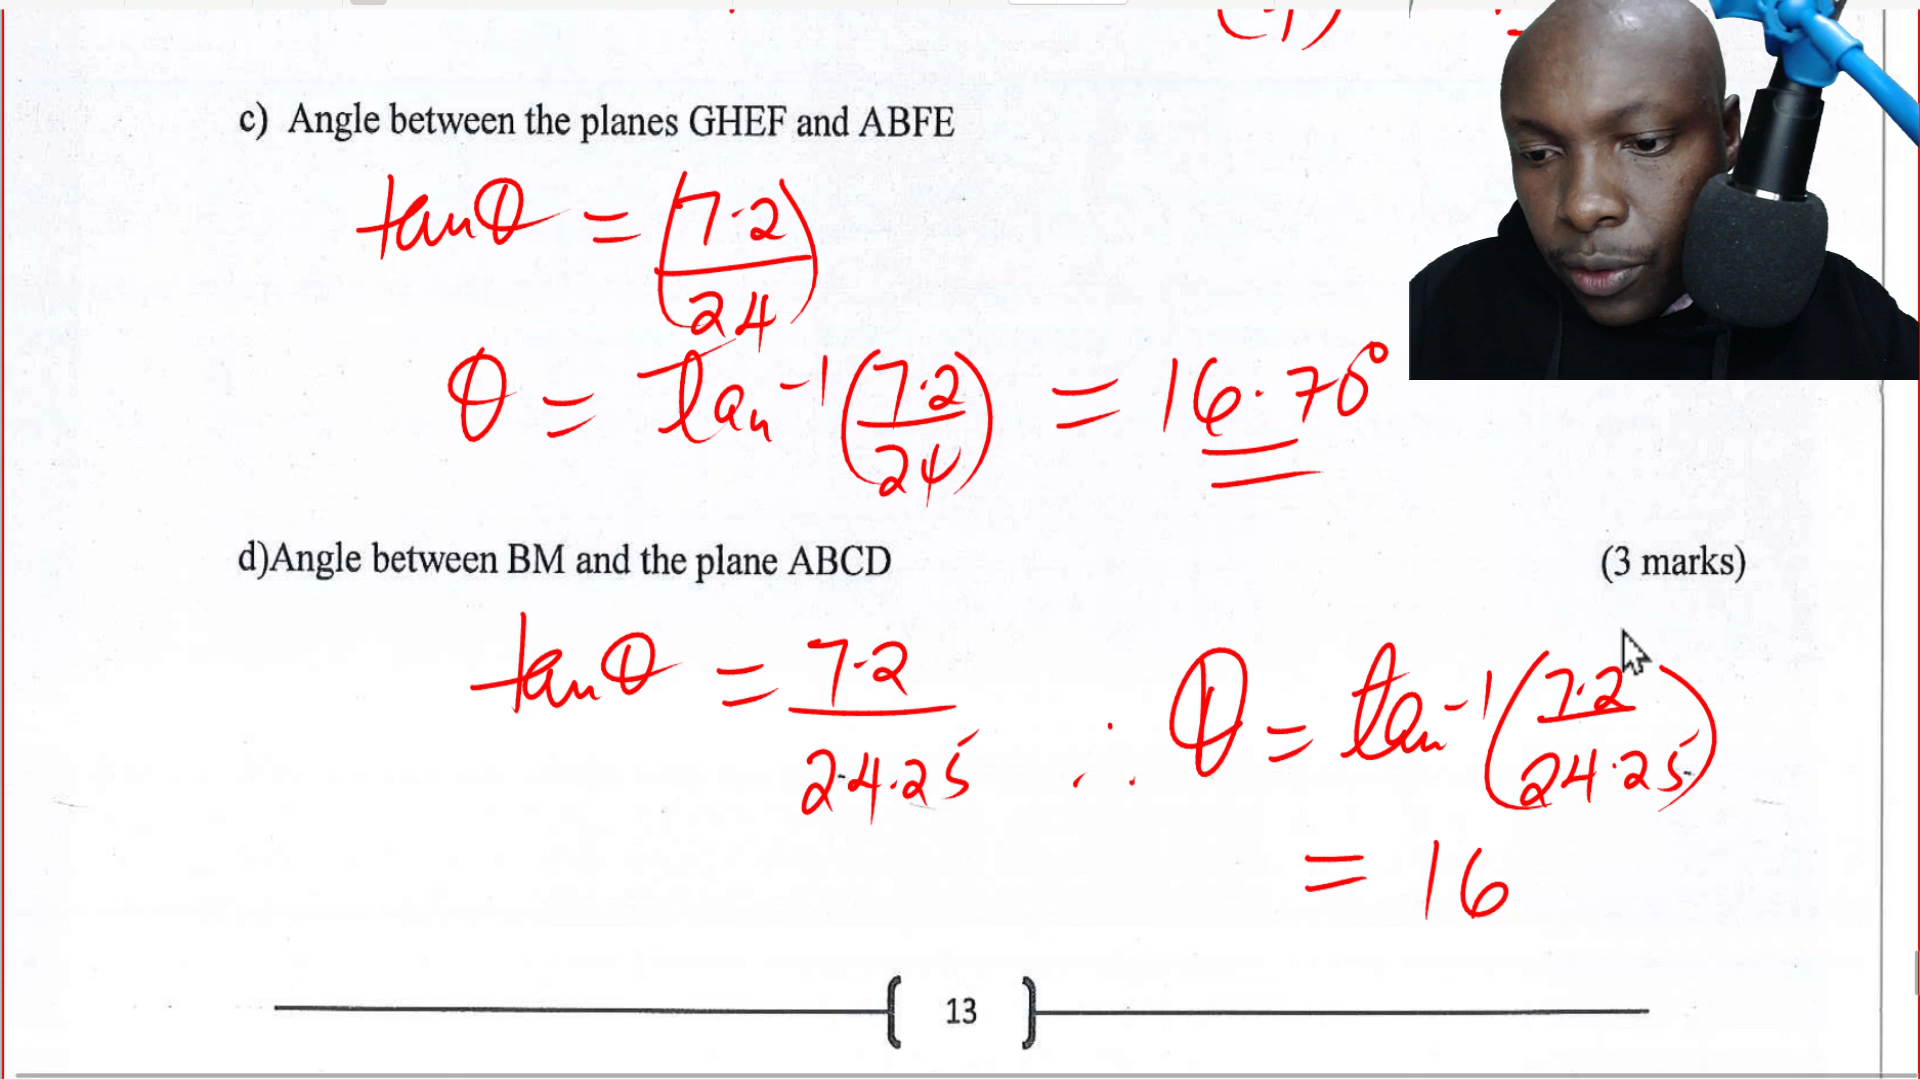 c) Angle between the planes GHEF and ABFE
tanθ = (7.2/24)
θ = tan⁻¹(7.2/24) = 16.70°
d)Angle between BM and the plane ABCD (3 marks)
tanθ = 7.2/24.25 ∴ θ = tan⁻¹(7.2/24.25)
= 16
13